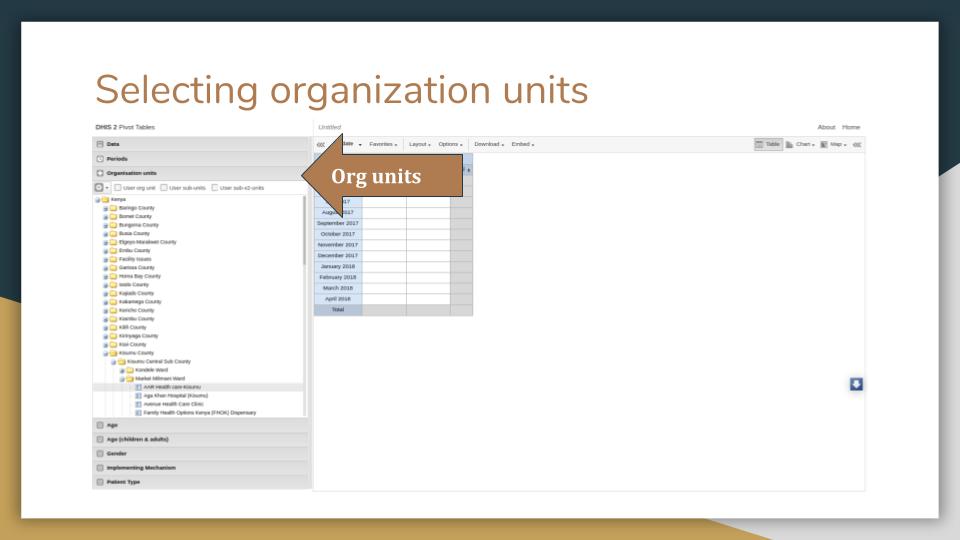 Selecting organization units
DHIS 2 Pivot Tables
Untitled
About Home
Data
Periods
Organisation units
User org unit User sub-units User sub-x2-units
Kenya
Baringo County
Bomet County
Bungoma County
Busia County
Elgeyo-Marakwet County
Embu County
Facility Issues
Garissa County
Homa Bay County
Isiolo County
Kajiado County
Kakamega County
Kericho County
Kiambu County
Kilifi County
Kirinyaga County
Kisii County
Kisumu County
Kisumu Central Sub County
Kondele Ward
Market Milimani Ward
AAR Health care-Kisumu
Aga Khan Hospital (Kisumu)
Avenue Health Care Clinic
Family Health Options Kenya (FHOK) Dispensary
Age
Age (children & adults)
Gender
Implementing Mechanism
Patient Type
Favorites Layout Options Download Embed
Table Chart Map
Org units
September 2017
October 2017
November 2017
December 2017
January 2018
February 2018
March 2018
April 2018
Total